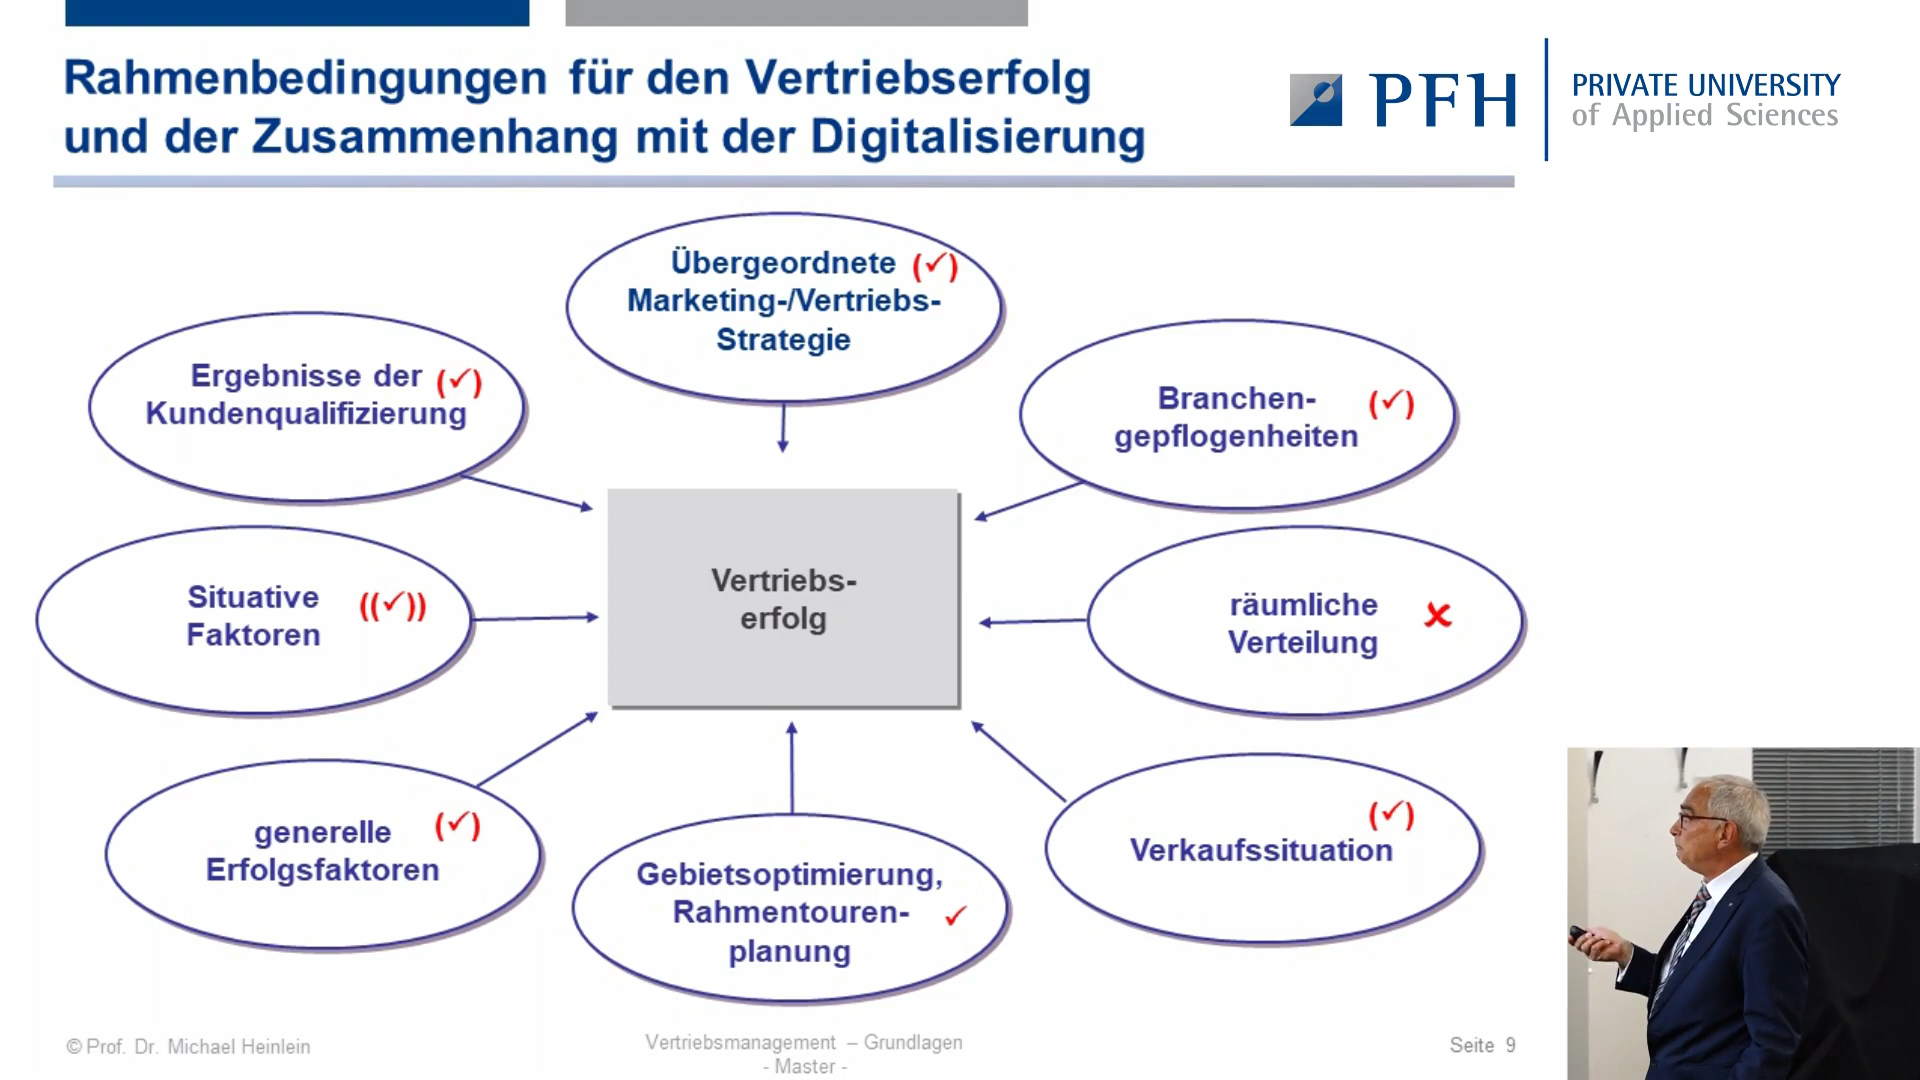 Rahmenbedingungen für den Vertriebserfolg
und der Zusammenhang mit der Digitalisierung
PFH
PRIVATE UNIVERSITY
of Applied Sciences
Übergeordnete (✓)
Marketing-/Vertriebs-
Strategie
Ergebnisse der (✓)
Kundenqualifizierung
Branchen- (✓)
gepflogenheiten
Situative ((✓))
Faktoren
Vertriebs-
erfolg
räumliche ✘
Verteilung
generelle (✓)
Erfolgsfaktoren
Gebietsoptimierung,
Rahmentouren- ✓
planung
(✓)
Verkaufssituation
© Prof. Dr. Michael Heinlein
Vertriebsmanagement – Grundlagen
- Master -
Seite 9